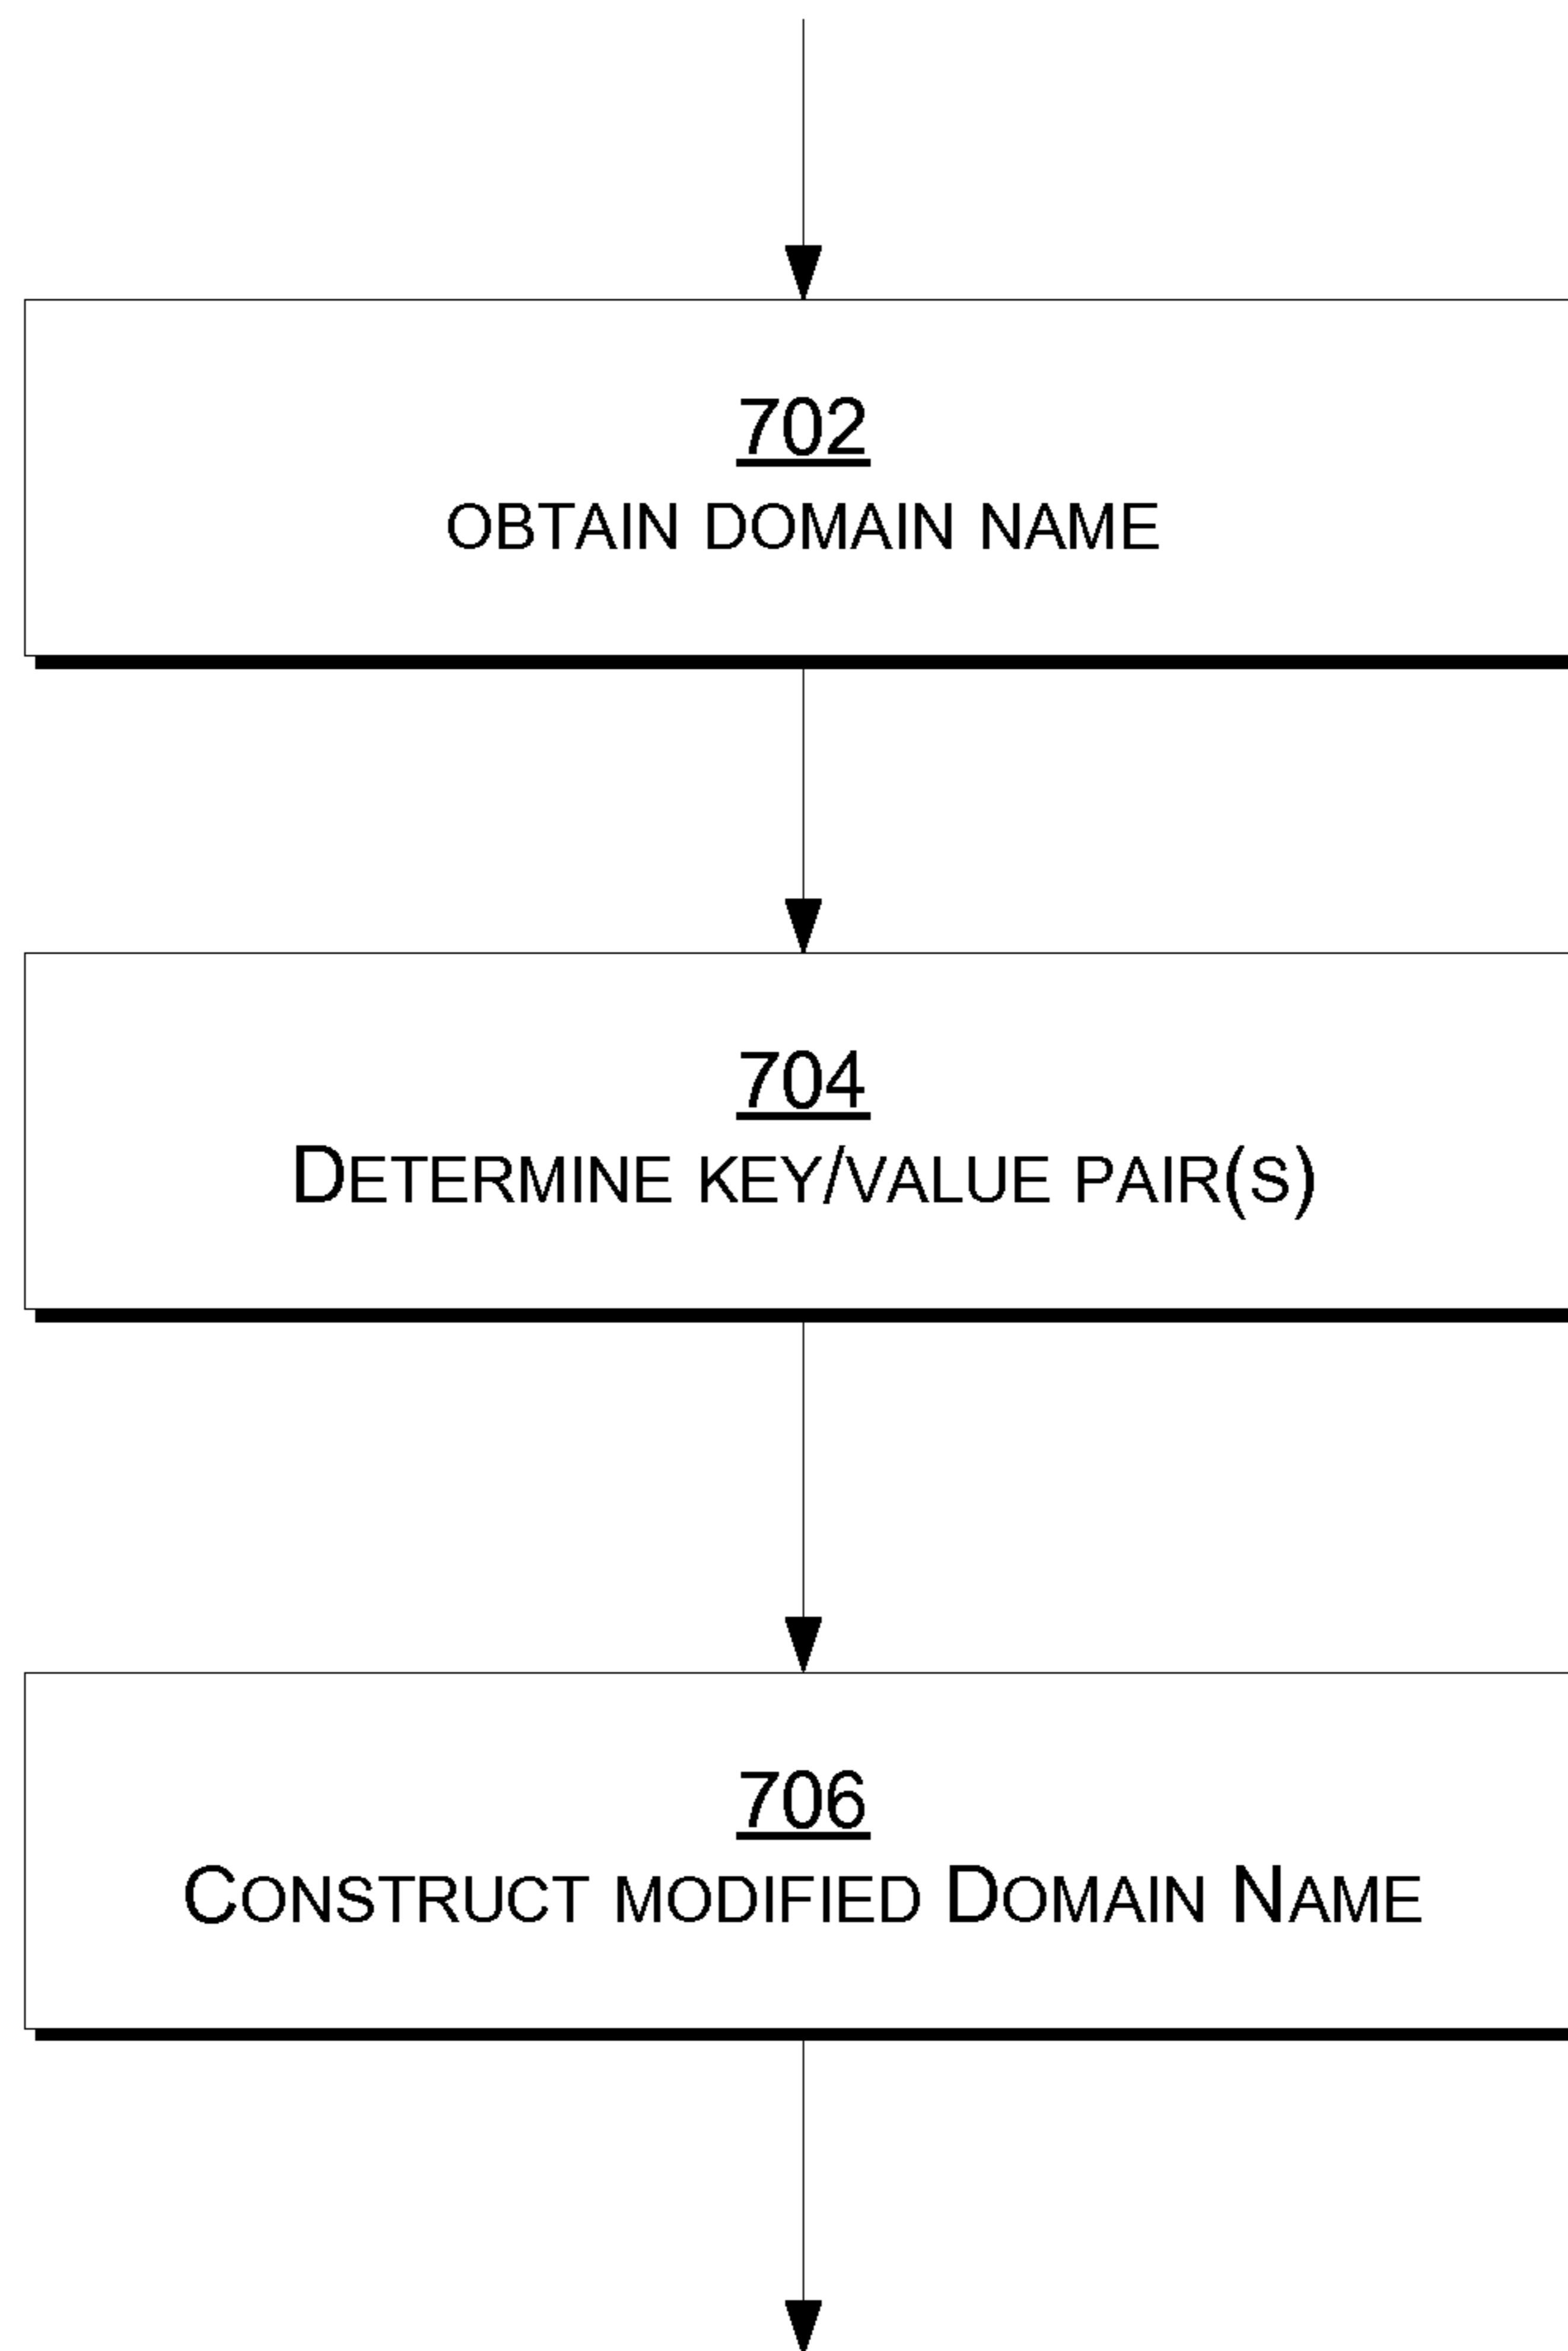 702
OBTAIN DOMAIN NAME
704
DETERMINE KEY/VALUE PAIR(S)
706
CONSTRUCT MODIFIED DOMAIN NAME